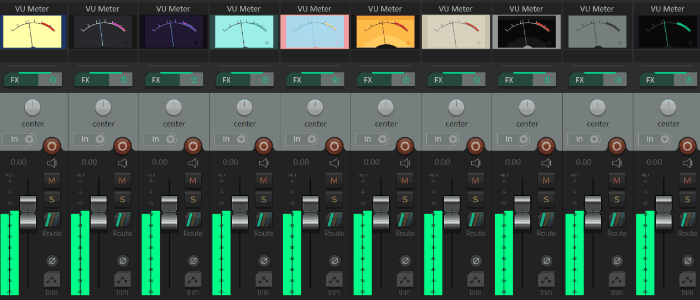 VU Meter VU Meter VU Meter VU Meter VU Meter VU Meter VU Meter VU Meter VU Meter VU Meter
FX FX FX FX FX FX FX FX FX FX
center center center center center center center center center center
In In In In In In In In In In
0.00 0.00 0.00 0.00 0.00 0.00 0.00 0.00 0.00 0.00
M M M M M M M M M M
S S S S S S S S S S
Route Route Route Route Route Route Route Route Route Route
trim trim trim trim trim trim trim trim trim trim